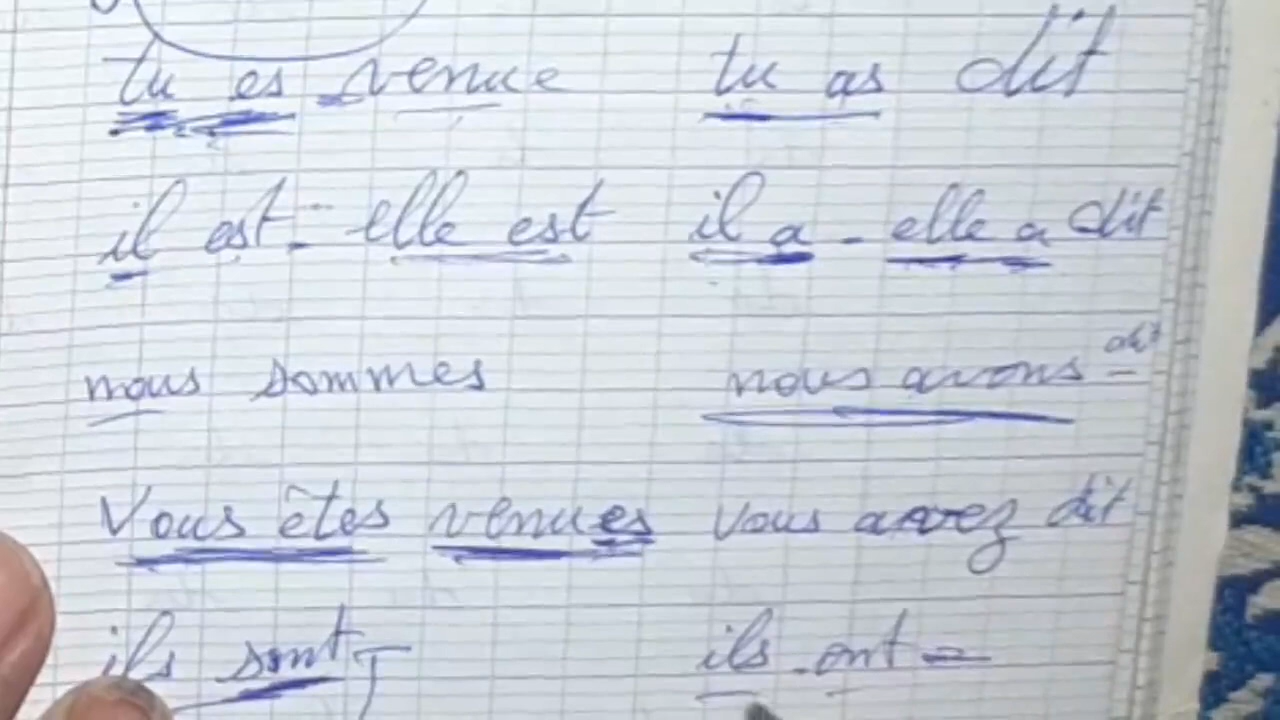 tu es venue tu as dit
il est - elle est il a - elle a dit
nous sommes nous avons dit
Vous êtes venues vous avez dit
ils sont ils ont